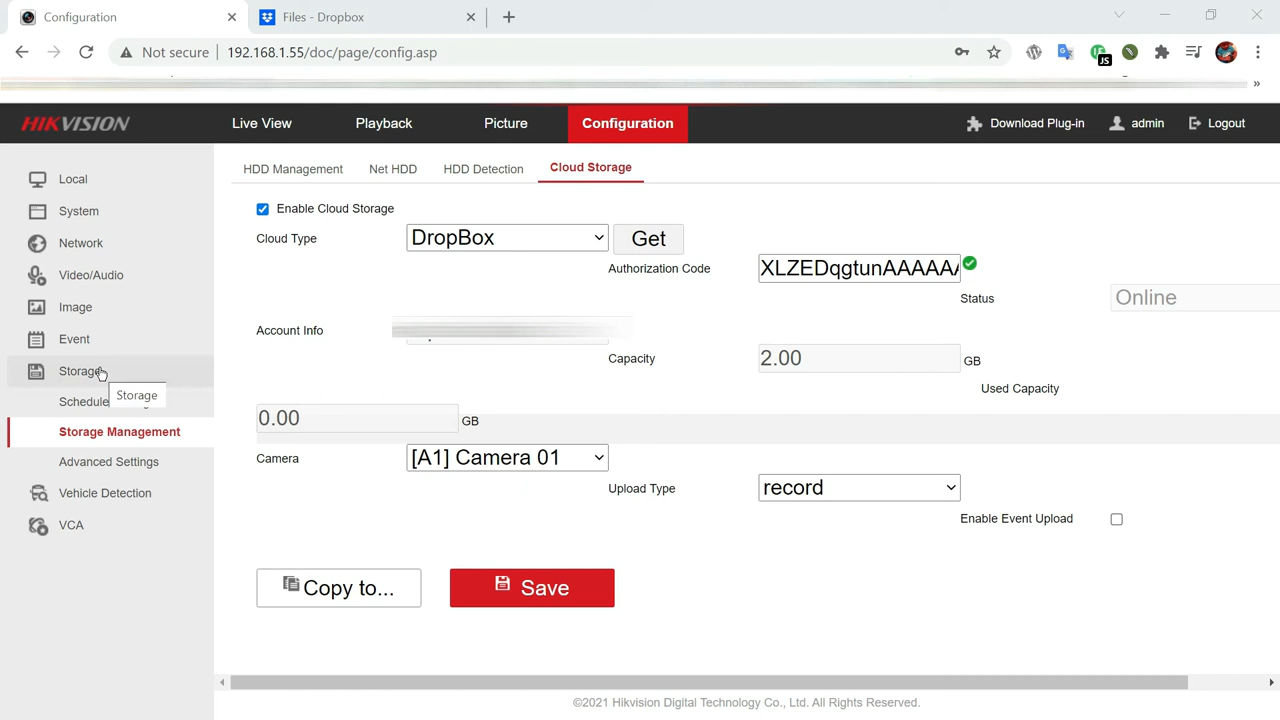 Configuration
Files - Dropbox
Not secure
192.168.1.55/doc/page/config.asp
JS
»
HIKVISION
Live View
Playback
Picture
Configuration
Download Plug-in
admin
Logout
Local
System
Network
Video/Audio
Image
Event
Storage
Storage
Schedule
Storage Management
Advanced Settings
Vehicle Detection
VCA
HDD Management
Net HDD
HDD Detection
Cloud Storage
Enable Cloud Storage
Cloud Type
DropBox
Get
Authorization Code
XLZEDqgtunAAAAAA
Status
Online
Account Info
Capacity
2.00
GB
Used Capacity
0.00
GB
Camera
[A1] Camera 01
Upload Type
record
Enable Event Upload
Copy to...
Save
©2021 Hikvision Digital Technology Co., Ltd. All Rights Reserved.